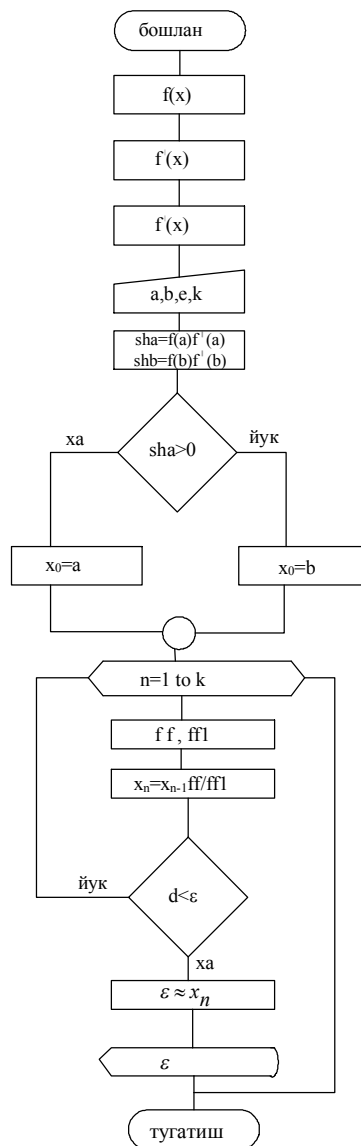 бошлан
f(x)
f'(x)
f'(x)
a,b,e,k
sha=f(a)f'(a)
shb=f(b)f'(b)
ха
sha>0
йук
x₀=a
x₀=b
n=1 to k
f f , ff1
xₙ=xₙ₋₁ff/ff1
йук
d<ε
ха
ε ≈ xₙ
ε
тугатиш